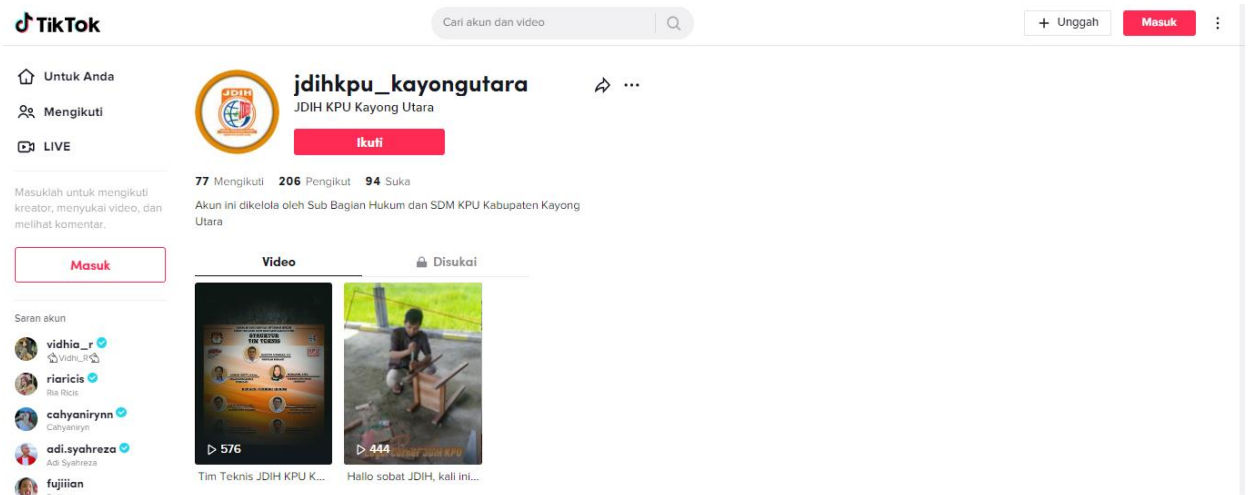 TikTok
Cari akun dan video
Unggah
Masuk
Untuk Anda
Mengikuti
LIVE
Masuklah untuk mengikuti
kreator, menyukai video, dan
melihat komentar.
Masuk
Saran akun
vidhia_r
Vidhi_R
riaricis
Ria Ricis
cahyanirynn
Cahyaniryn
adi.syahreza
Adi Syahreza
fujiiian
JDIH
jdihkpu_kayongutara
JDIH KPU Kayong Utara
Ikuti
77 Mengikuti 206 Pengikut 94 Suka
Akun ini dikelola oleh Sub Bagian Hukum dan SDM KPU Kabupaten Kayong
Utara
Video Disukai
STRUKTUR
TIM TEKNIS
576
444
Tim Teknis JDIH KPU K...
Hallo sobat JDIH, kali ini...